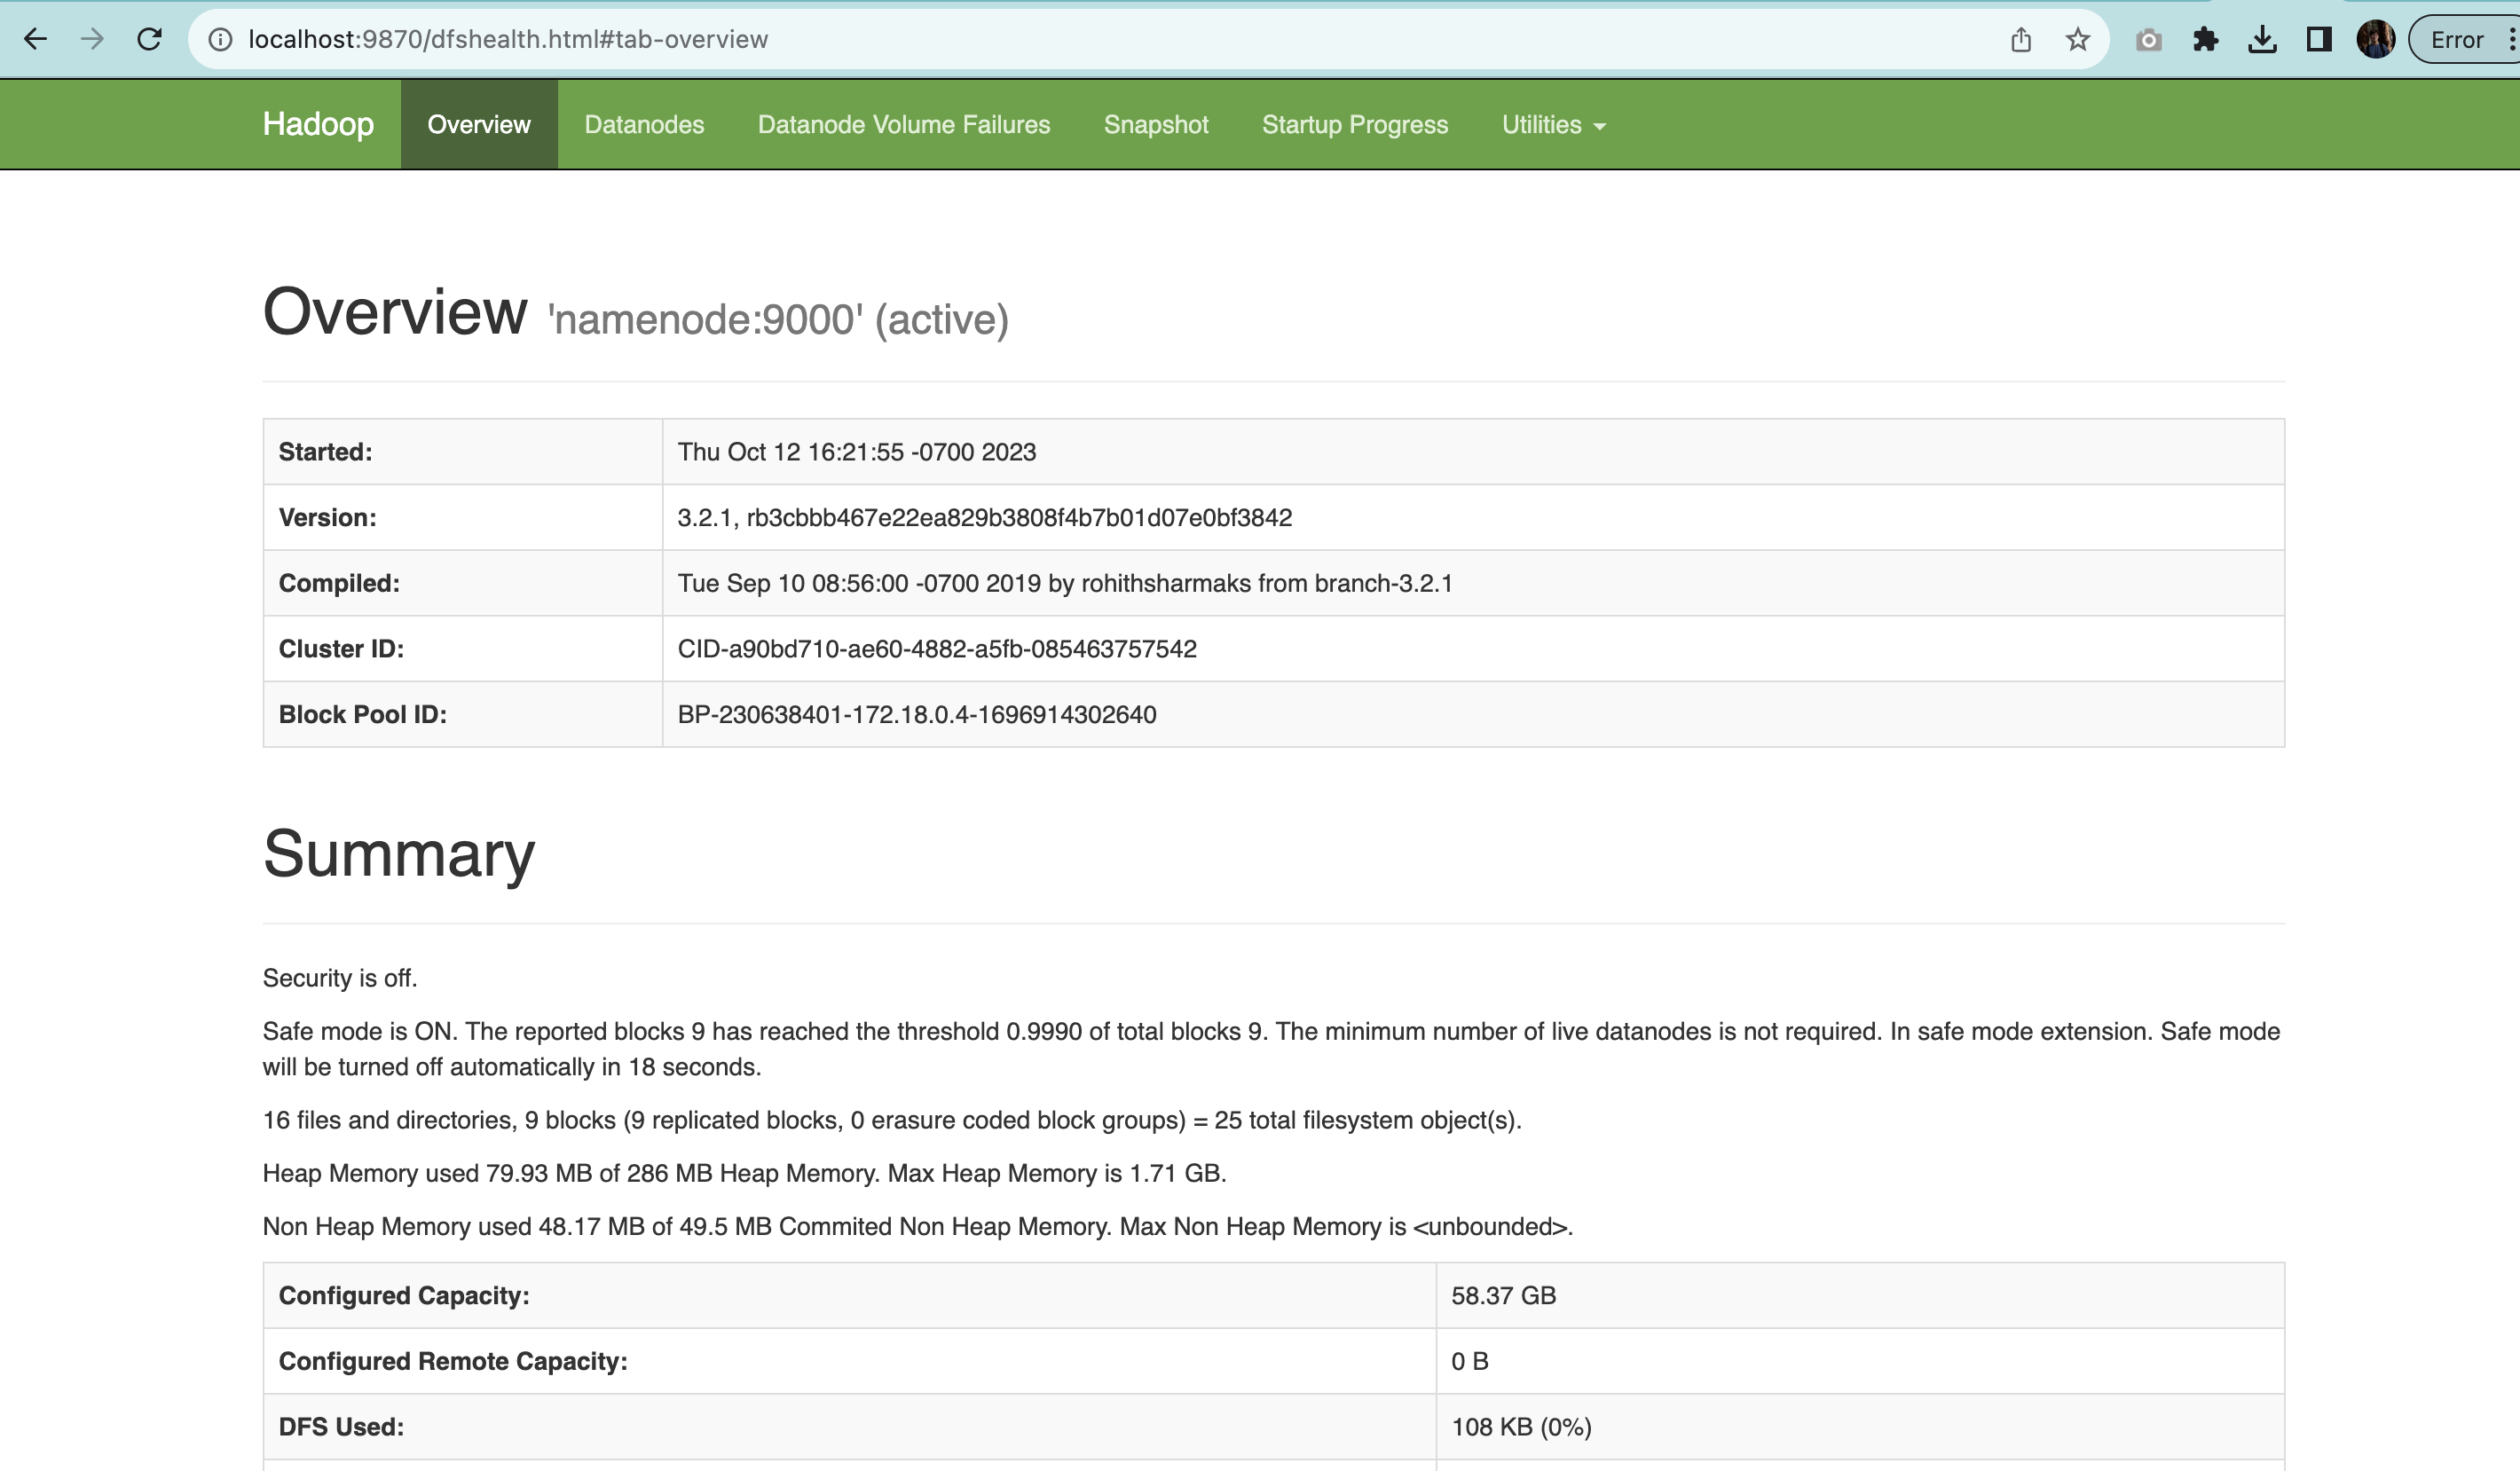 localhost:9870/dfshealth.html#tab-overview
Error
Hadoop Overview Datanodes Datanode Volume Failures Snapshot Startup Progress Utilities
Overview 'namenode:9000' (active)
Started: Thu Oct 12 16:21:55 -0700 2023
Version: 3.2.1, rb3cbbb467e22ea829b3808f4b7b01d07e0bf3842
Compiled: Tue Sep 10 08:56:00 -0700 2019 by rohithsharmaks from branch-3.2.1
Cluster ID: CID-a90bd710-ae60-4882-a5fb-085463757542
Block Pool ID: BP-230638401-172.18.0.4-1696914302640
Summary
Security is off.
Safe mode is ON. The reported blocks 9 has reached the threshold 0.9990 of total blocks 9. The minimum number of live datanodes is not required. In safe mode extension. Safe mode
will be turned off automatically in 18 seconds.
16 files and directories, 9 blocks (9 replicated blocks, 0 erasure coded block groups) = 25 total filesystem object(s).
Heap Memory used 79.93 MB of 286 MB Heap Memory. Max Heap Memory is 1.71 GB.
Non Heap Memory used 48.17 MB of 49.5 MB Commited Non Heap Memory. Max Non Heap Memory is <unbounded>.
Configured Capacity: 58.37 GB
Configured Remote Capacity: 0 B
DFS Used: 108 KB (0%)